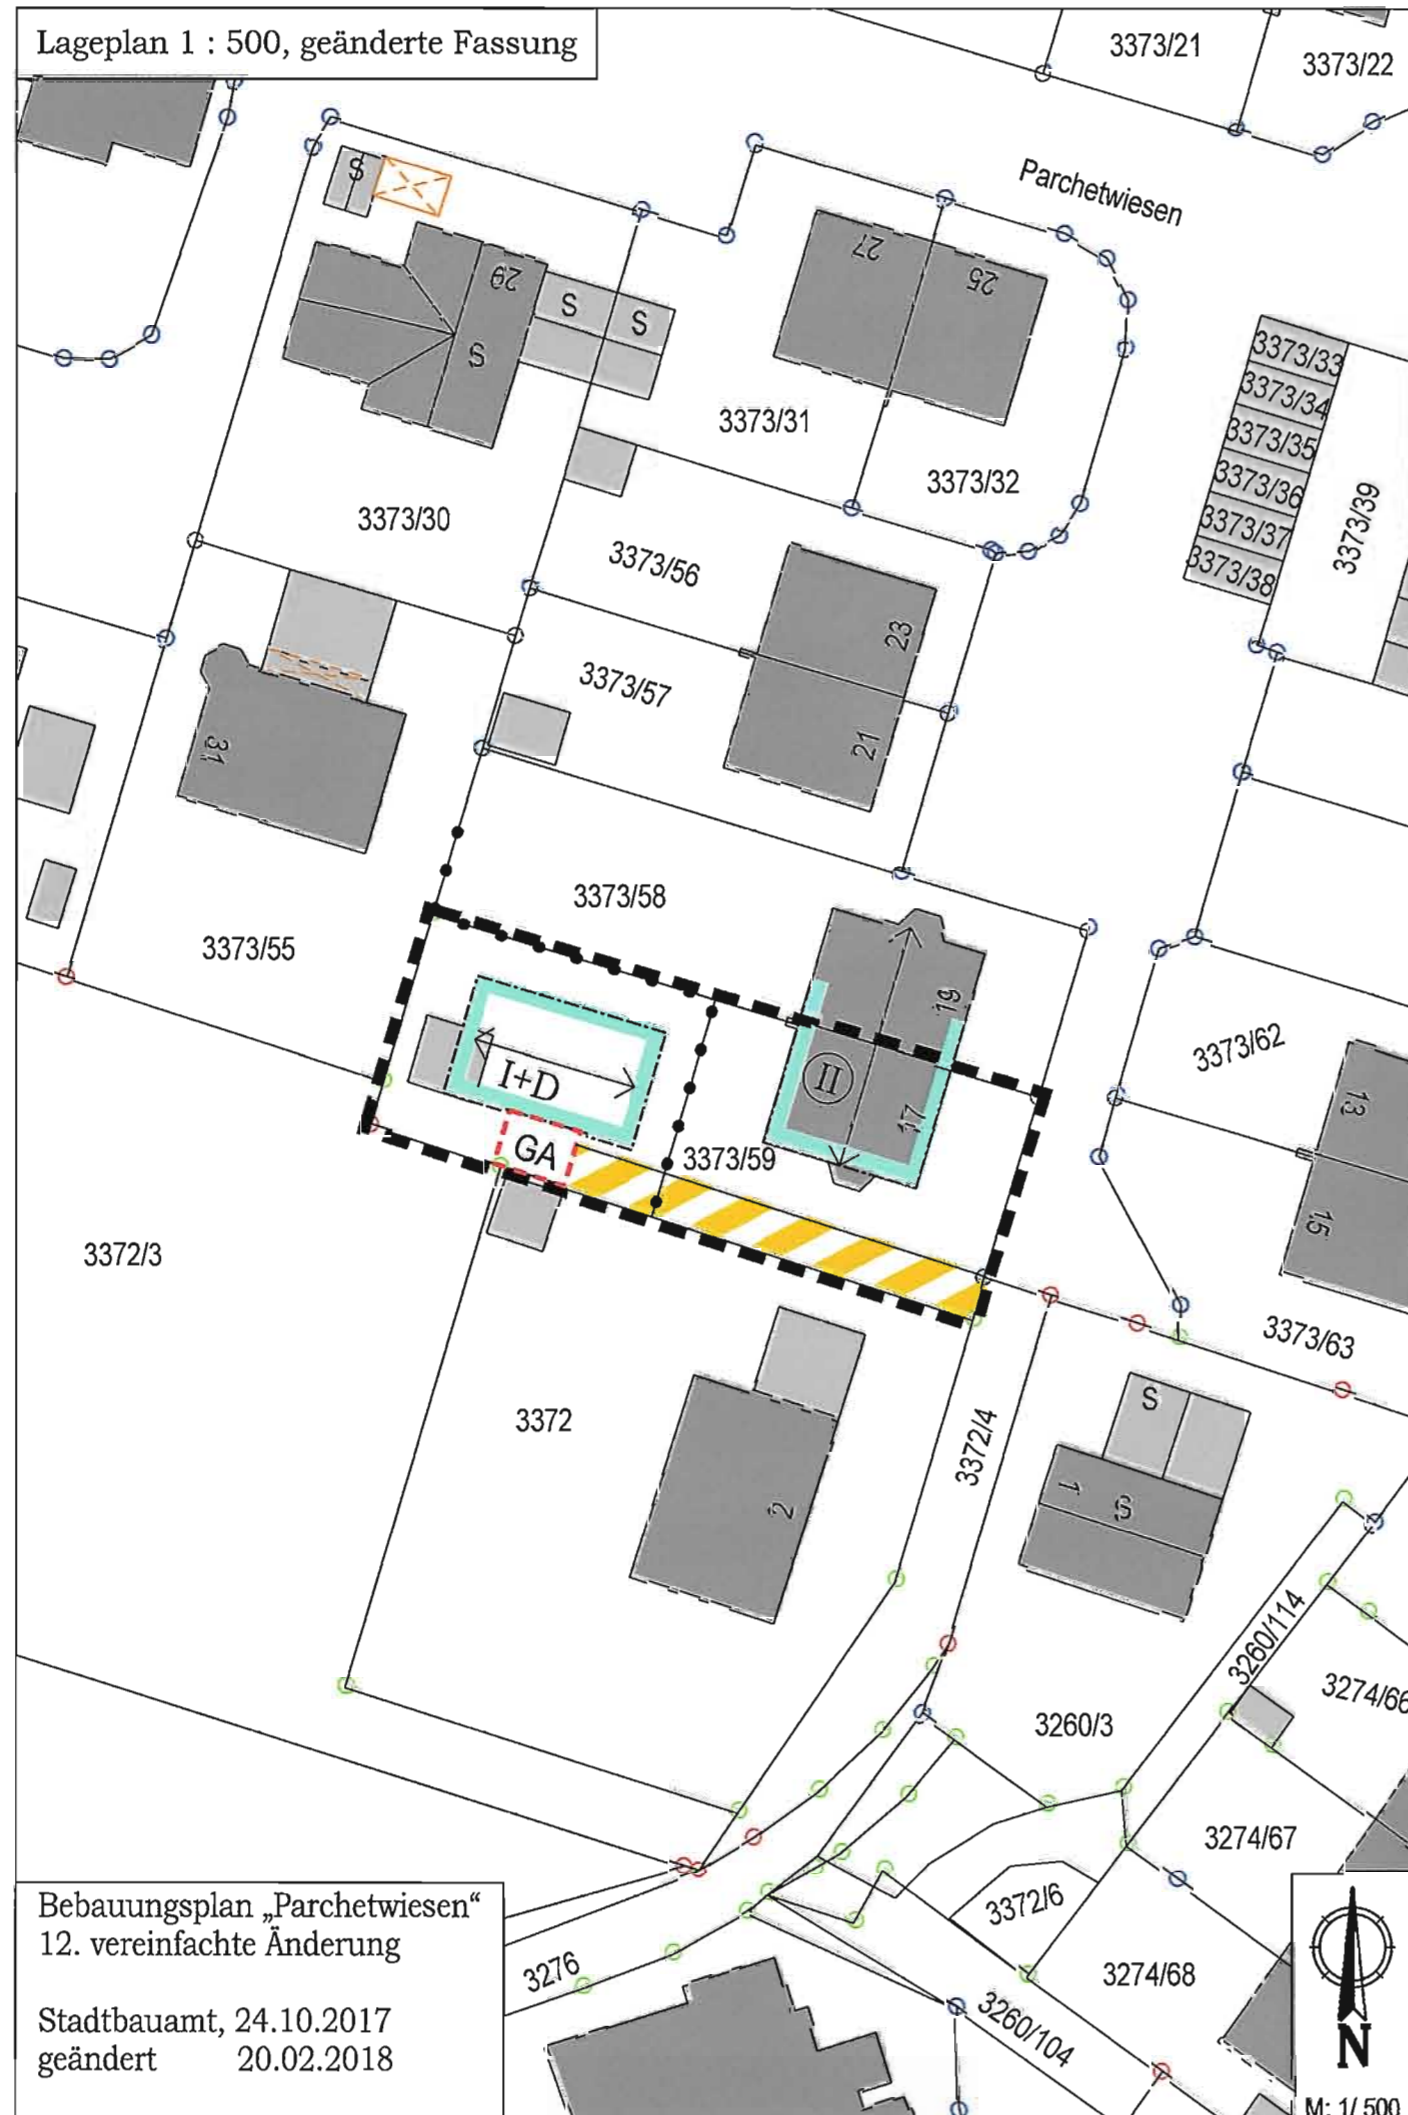 Lageplan 1 : 500, geänderte Fassung
3373/21
3373/22
Parchetwiesen
S
29
S
S
S
27
25
3373/31
3373/32
3373/30
3373/33
3373/34
3373/35
3373/36
3373/37
3373/38
3373/39
3373/56
3373/57
23
21
31
3373/58
3373/55
19
17
II
I+D
GA
3373/59
3373/62
13
15
3373/63
3372/3
3372
2
3372/4
S
1
S
3260/114
3274/66
3260/3
3274/67
3372/6
3274/68
3276
3260/104
Bebauungsplan „Parchetwiesen“
12. vereinfachte Änderung
Stadtbauamt, 24.10.2017
geändert 20.02.2018
N
M: 1/ 500